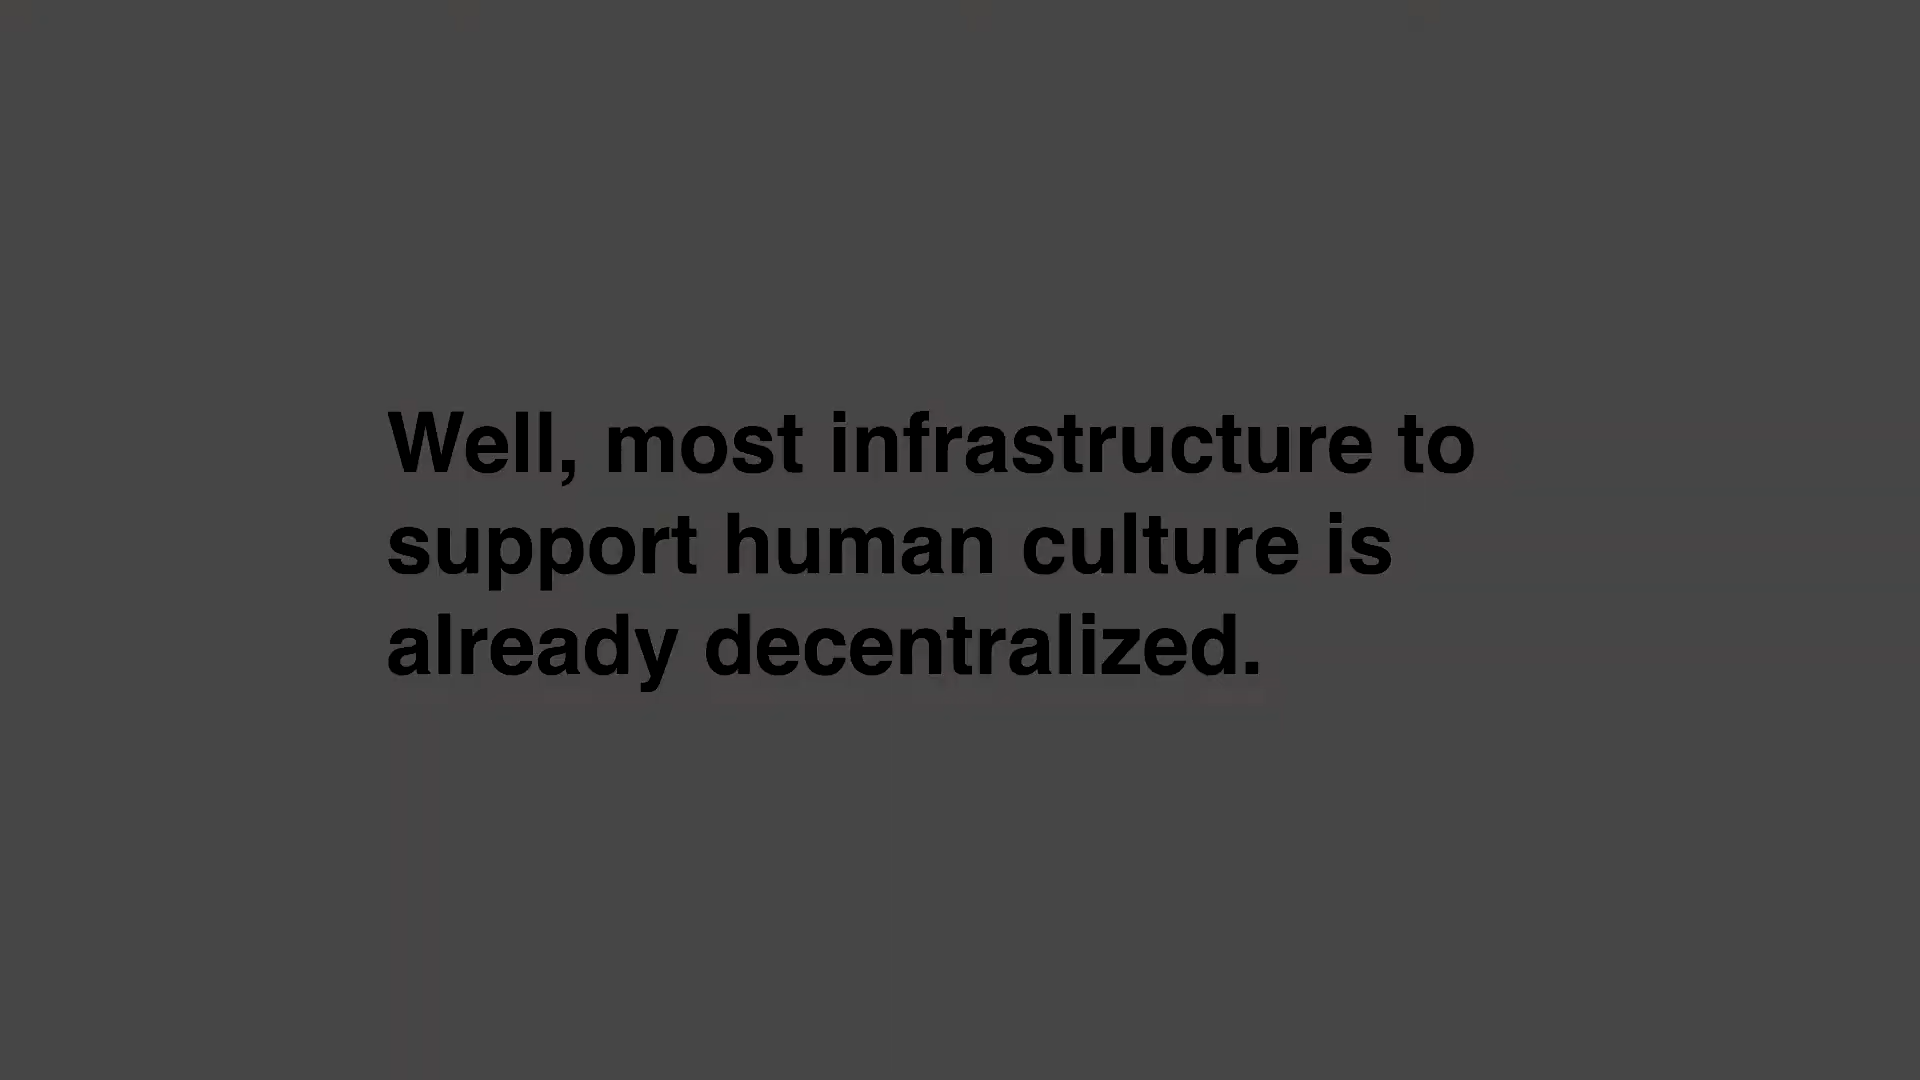 Well, most infrastructure to
support human culture is
already decentralized.